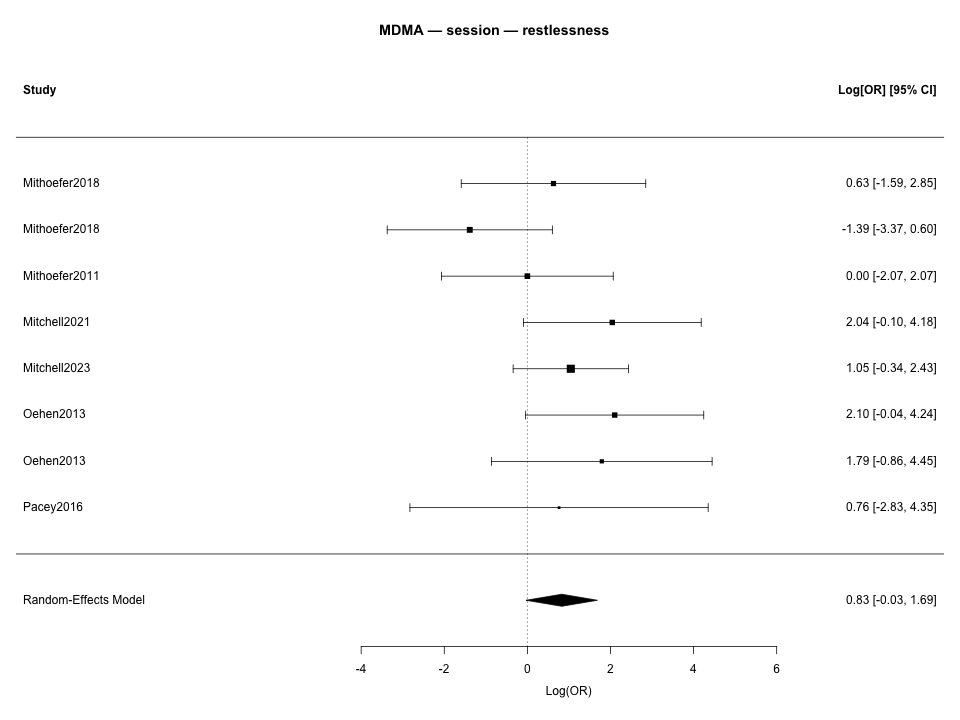 MDMA — session — restlessness
Study Log[OR] [95% CI]
Mithoefer2018 0.63 [-1.59, 2.85]
Mithoefer2018 -1.39 [-3.37, 0.60]
Mithoefer2011 0.00 [-2.07, 2.07]
Mitchell2021 2.04 [-0.10, 4.18]
Mitchell2023 1.05 [-0.34, 2.43]
Oehen2013 2.10 [-0.04, 4.24]
Oehen2013 1.79 [-0.86, 4.45]
Pacey2016 0.76 [-2.83, 4.35]
Random-Effects Model 0.83 [-0.03, 1.69]
-4 -2 0 2 4 6
Log(OR)